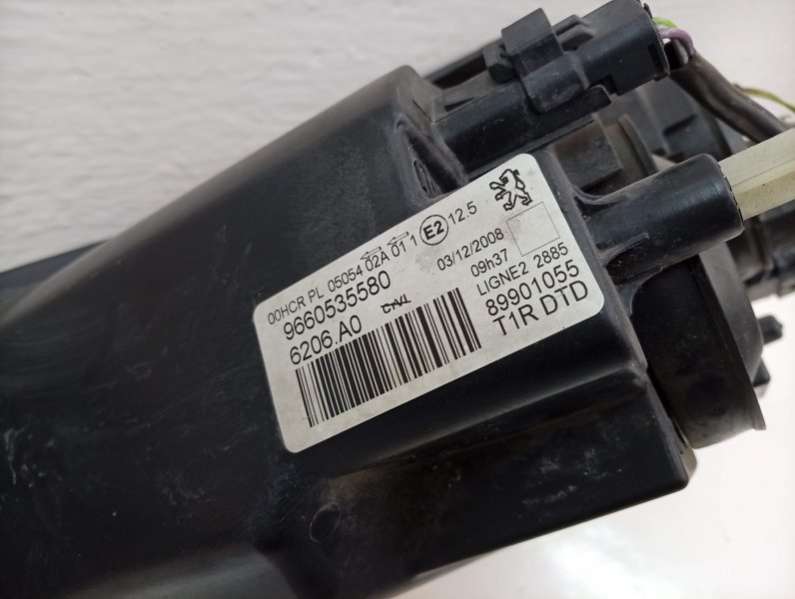 00HCR PL 05054 02A 01 1 E2 12.5
9660535580
6206.A0
03/12/2008
09h37
LIGNE2 2885
89901055
T1R DTD